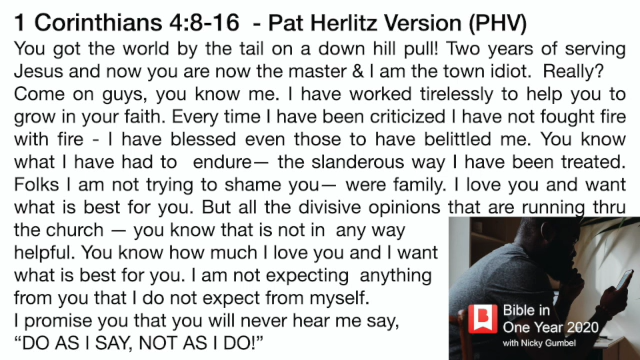 1 Corinthians 4:8-16 - Pat Herlitz Version (PHV)
You got the world by the tail on a down hill pull! Two years of serving
Jesus and now you are now the master & I am the town idiot. Really?
Come on guys, you know me. I have worked tirelessly to help you to
grow in your faith. Every time I have been criticized I have not fought fire
with fire - I have blessed even those to have belittled me. You know
what I have had to endure— the slanderous way I have been treated.
Folks I am not trying to shame you— were family. I love you and want
what is best for you. But all the divisive opinions that are running thru
the church — you know that is not in any way
helpful. You know how much I love you and I want
what is best for you. I am not expecting anything
from you that I do not expect from myself.
I promise you that you will never hear me say,
“DO AS I SAY, NOT AS I DO!”
Bible in
One Year 2020
with Nicky Gumbel